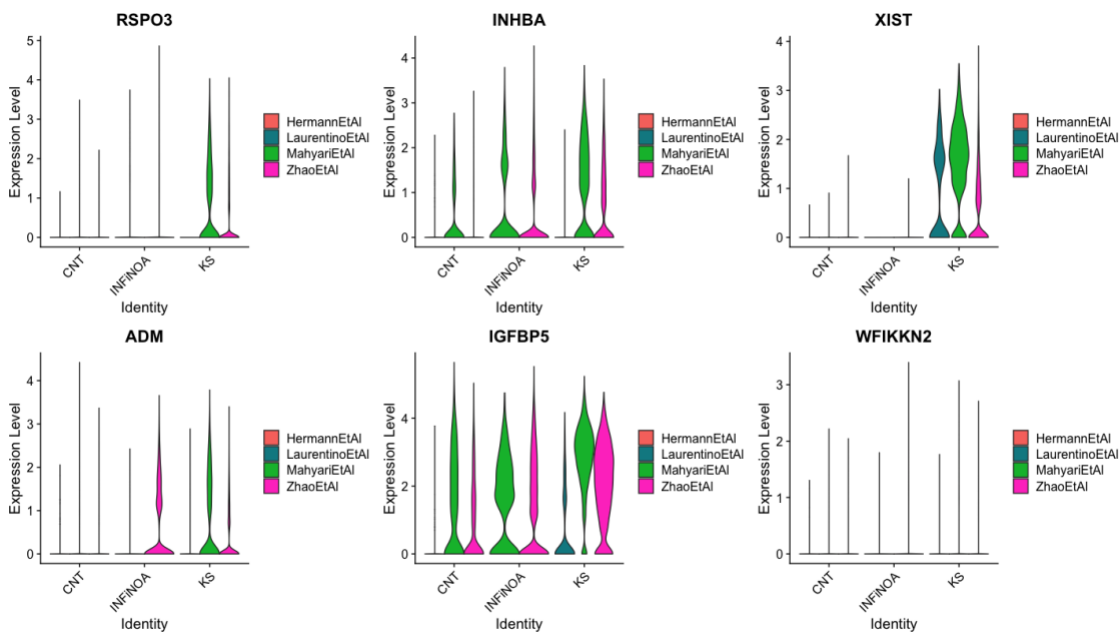 RSPO3
Expression Level
5
4
3
2
1
0
CNT
INFiNOA
KS
Identity
HermannEtAl
LaurentinoEtAl
MahyariEtAl
ZhaoEtAl
INHBA
Expression Level
4
3
2
1
0
CNT
INFiNOA
KS
Identity
HermannEtAl
LaurentinoEtAl
MahyariEtAl
ZhaoEtAl
XIST
Expression Level
4
3
2
1
0
CNT
INFiNOA
KS
Identity
HermannEtAl
LaurentinoEtAl
MahyariEtAl
ZhaoEtAl
ADM
Expression Level
4
3
2
1
0
CNT
INFiNOA
KS
Identity
HermannEtAl
LaurentinoEtAl
MahyariEtAl
ZhaoEtAl
IGFBP5
Expression Level
4
2
0
CNT
INFiNOA
KS
Identity
HermannEtAl
LaurentinoEtAl
MahyariEtAl
ZhaoEtAl
WFIKKN2
Expression Level
3
2
1
0
CNT
INFiNOA
KS
Identity
HermannEtAl
LaurentinoEtAl
MahyariEtAl
ZhaoEtAl